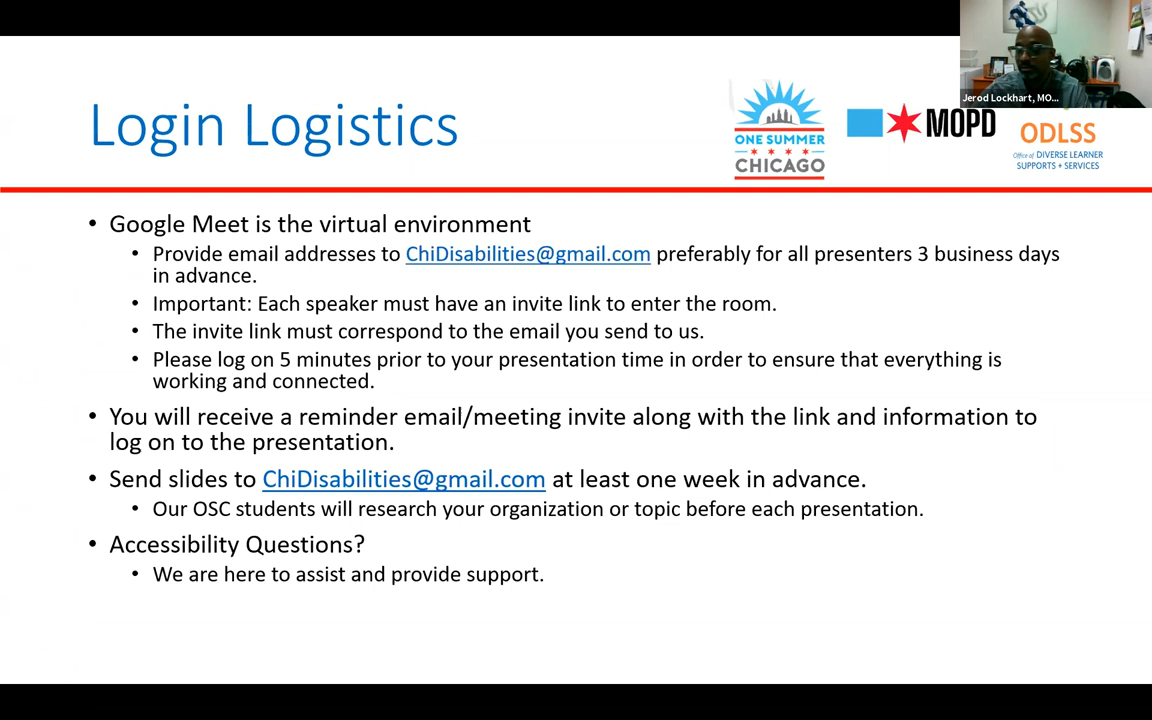 Jerod Lockhart, MO...
Login Logistics
ONE SUMMER
CHICAGO
MOPD
ODLSS
Office of DIVERSE LEARNER
SUPPORTS + SERVICES
• Google Meet is the virtual environment
• Provide email addresses to ChiDisabilities@gmail.com preferably for all presenters 3 business days
in advance.
• Important: Each speaker must have an invite link to enter the room.
• The invite link must correspond to the email you send to us.
• Please log on 5 minutes prior to your presentation time in order to ensure that everything is
working and connected.
• You will receive a reminder email/meeting invite along with the link and information to
log on to the presentation.
• Send slides to ChiDisabilities@gmail.com at least one week in advance.
• Our OSC students will research your organization or topic before each presentation.
• Accessibility Questions?
• We are here to assist and provide support.